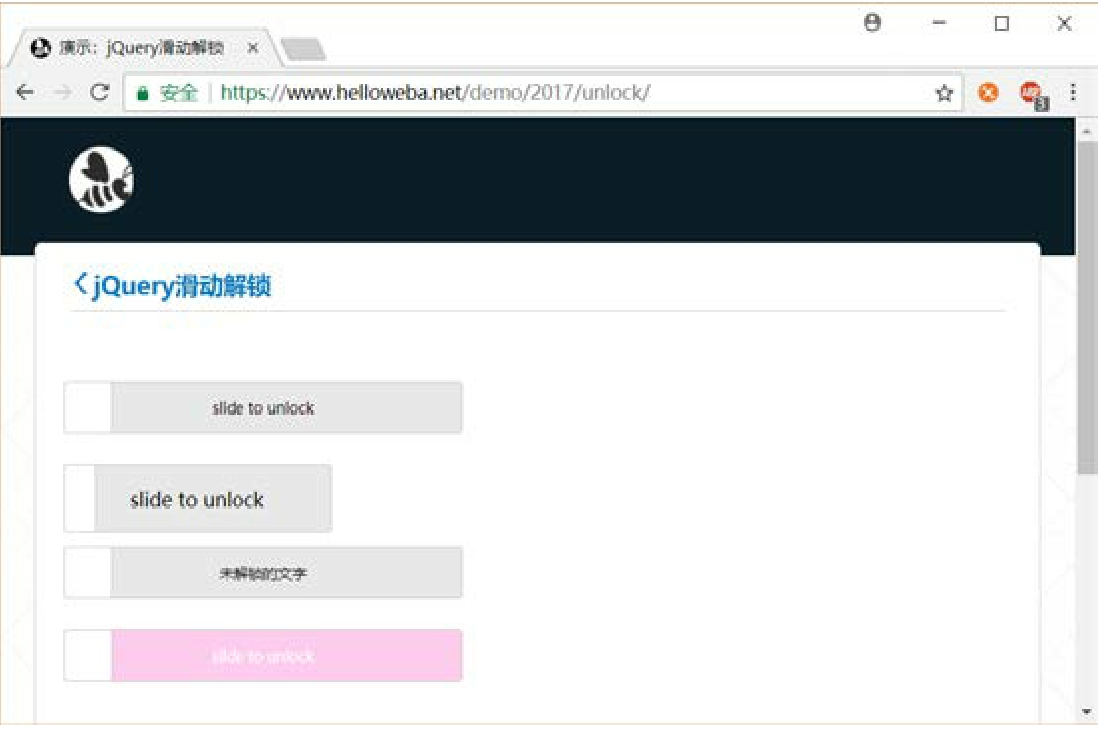 演示：jQuery滑动解锁
安全 | https://www.helloweba.net/demo/2017/unlock/
ABP
3
jQuery滑动解锁
slide to unlock
slide to unlock
未解锁的文字
slide to unlock